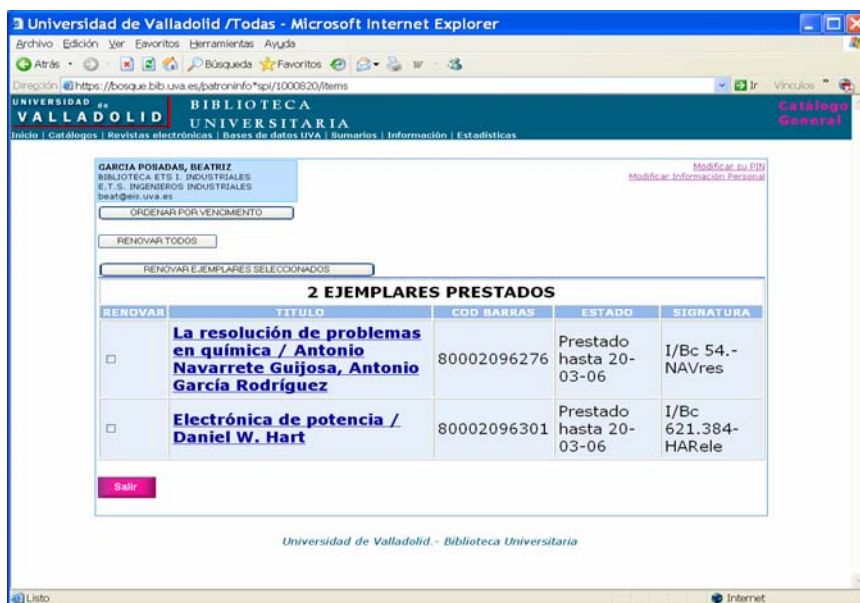 Universidad de Valladolid /Todas - Microsoft Internet Explorer
Archivo Edición Ver Favoritos Herramientas Ayuda
Atrás Búsqueda Favoritos
Dirección https://bosque.bib.uva.es/patroninfo*spi/1000820/items Ir Vínculos
UNIVERSIDAD de VALLADOLID
BIBLIOTECA UNIVERSITARIA
Catálogo General
Inicio | Catálogos | Revistas electrónicas | Bases de datos UVA | Sumarios | Información | Estadísticas
GARCIA POSADAS, BEATRIZ
BIBLIOTECA ETS I. INDUSTRIALES
E.T.S. INGENIEROS INDUSTRIALES
beat@eis.uva.es
Modificar su PIN
Modificar Información Personal
ORDENAR POR VENCIMIENTO
RENOVAR TODOS
RENOVAR EJEMPLARES SELECCIONADOS
2 EJEMPLARES PRESTADOS
RENOVAR TITULO COD BARRAS ESTADO SIGNATURA
La resolución de problemas
en química / Antonio
Navarrete Guijosa, Antonio
García Rodríguez
80002096276
Prestado
hasta 20-
03-06
I/Bc 54.-
NAVres
Electrónica de potencia /
Daniel W. Hart
80002096301
Prestado
hasta 20-
03-06
I/Bc
621.384-
HARele
Salir
Universidad de Valladolid.- Biblioteca Universitaria
Listo
Internet